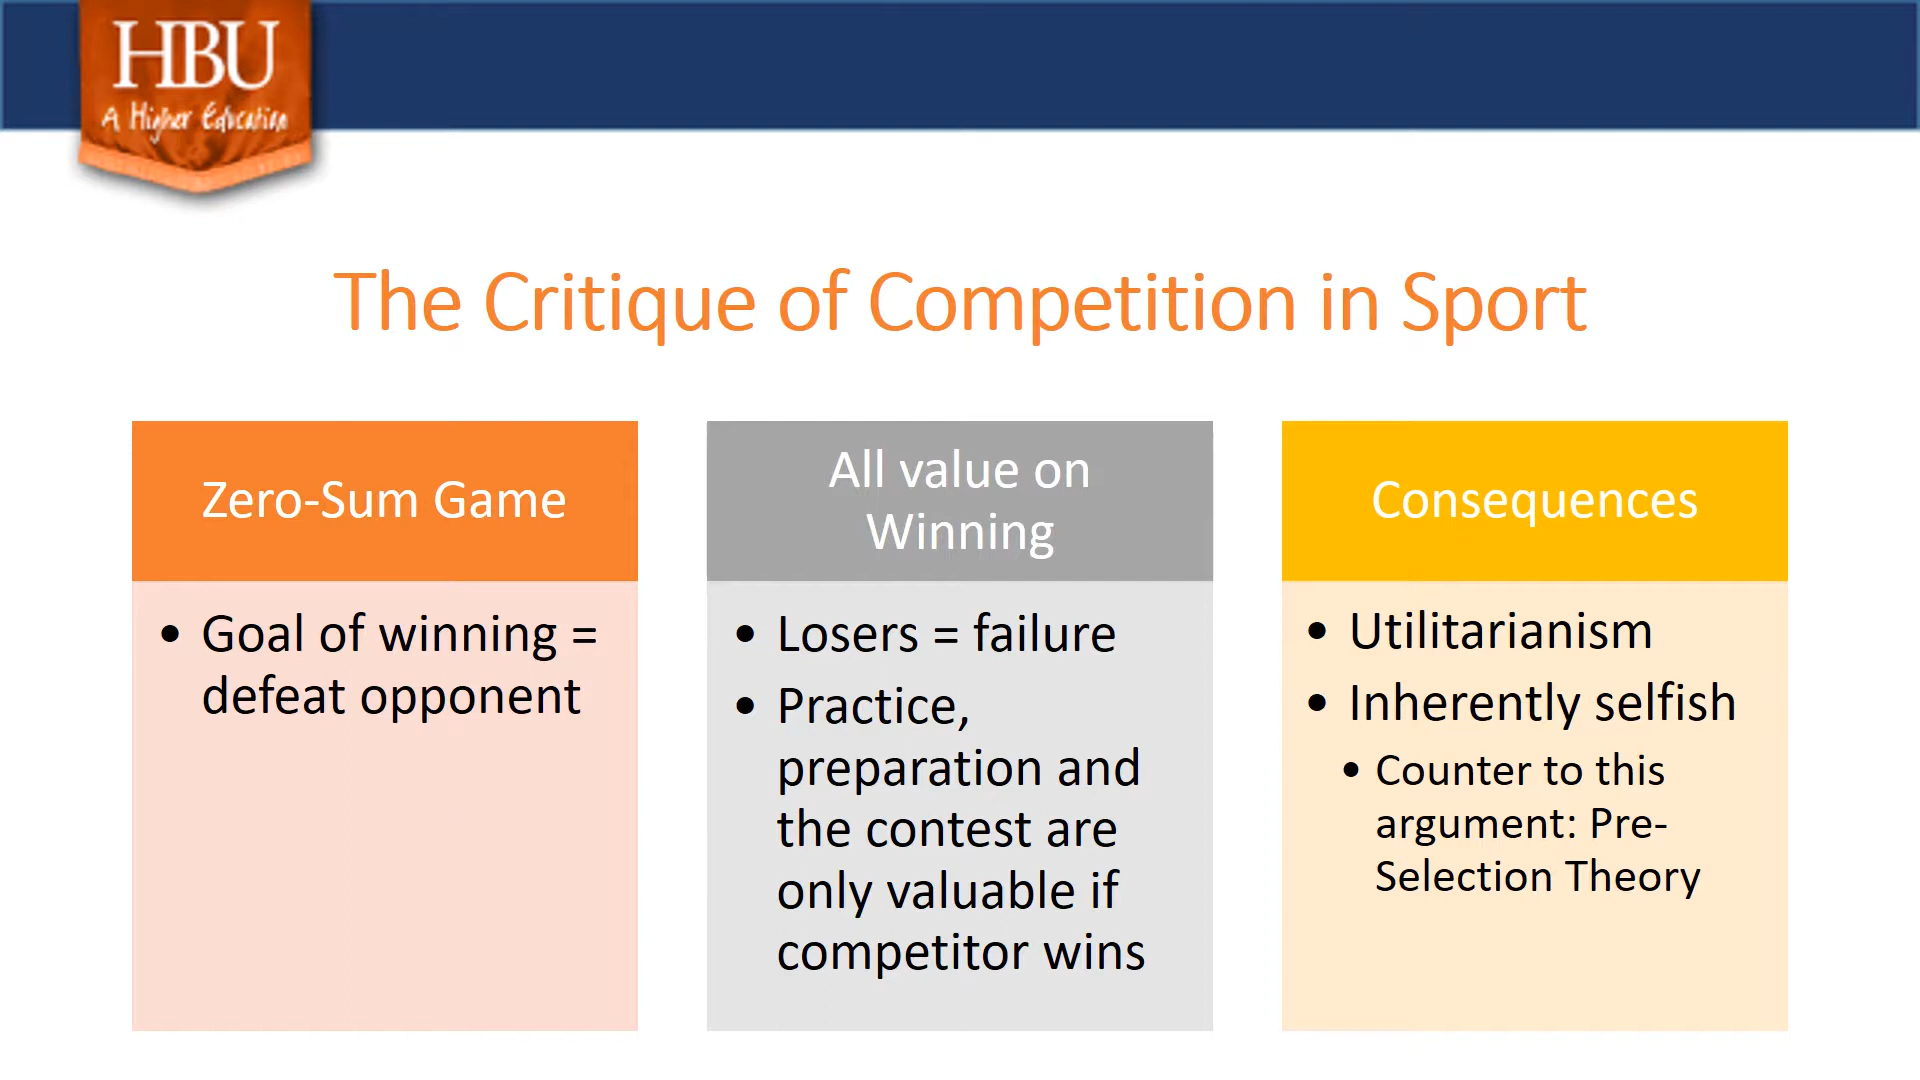 HBU
A Higher Education
The Critique of Competition in Sport
Zero-Sum Game
• Goal of winning =
defeat opponent
All value on
Winning
• Losers = failure
• Practice,
preparation and
the contest are
only valuable if
competitor wins
Consequences
• Utilitarianism
• Inherently selfish
• Counter to this
argument: Pre-
Selection Theory